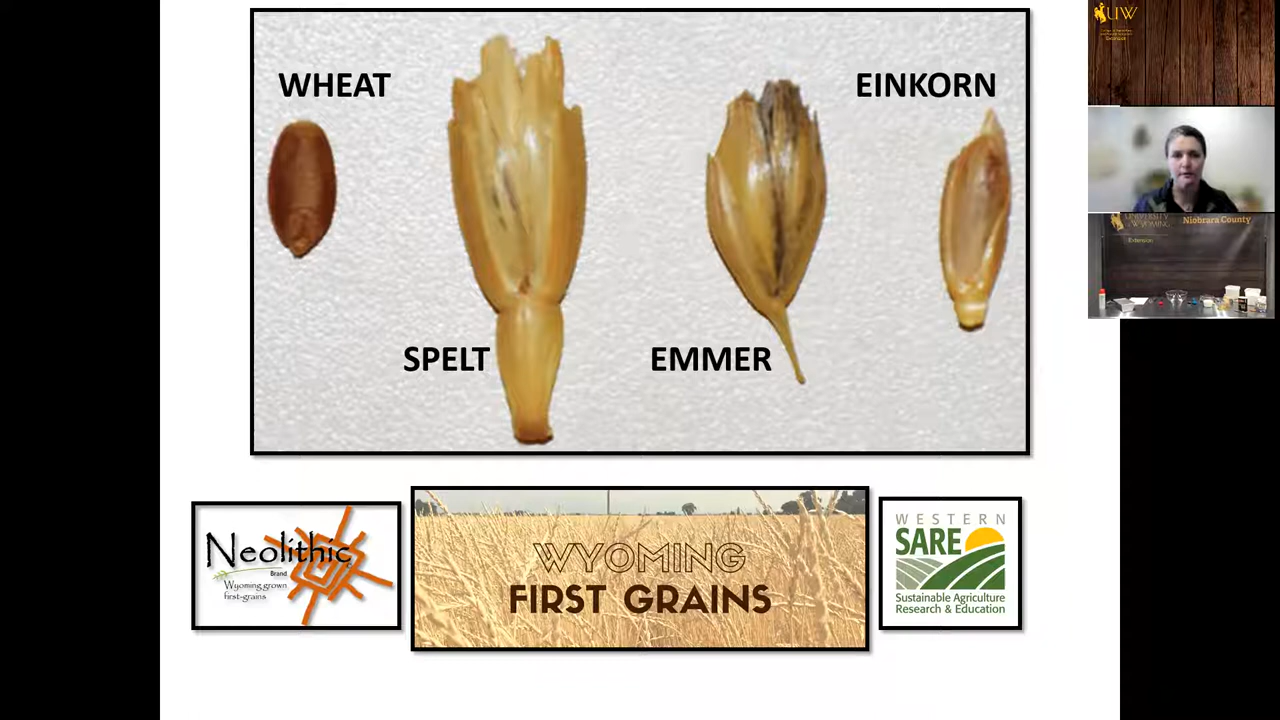 WHEAT
EINKORN
SPELT
EMMER
Neolithic
Brand
Wyoming grown
first-grains
WYOMING
FIRST GRAINS
WESTERN
SARE
Sustainable Agriculture
Research & Education
UW
Extension
UNIVERSITY
OF WYOMING
Extension
Niobrara County